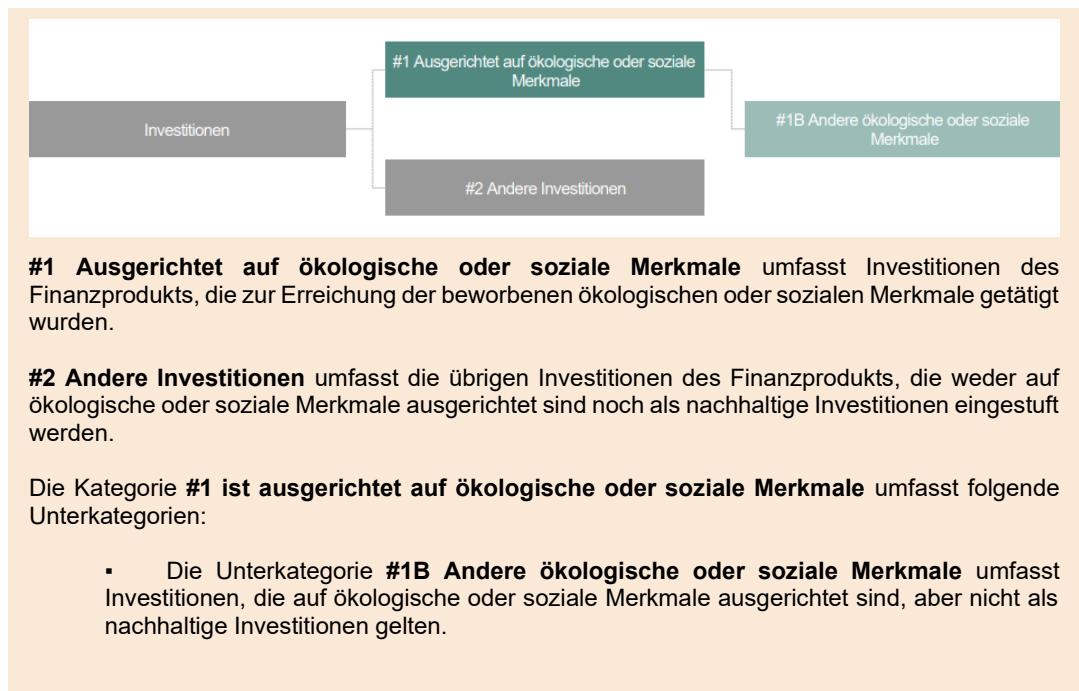 #1 Ausgerichtet auf ökologische oder soziale
Merkmale
Investitionen
#1B Andere ökologische oder soziale
Merkmale
#2 Andere Investitionen
#1 Ausgerichtet auf ökologische oder soziale Merkmale umfasst Investitionen des
Finanzprodukts, die zur Erreichung der beworbenen ökologischen oder sozialen Merkmale getätigt
wurden.
#2 Andere Investitionen umfasst die übrigen Investitionen des Finanzprodukts, die weder auf
ökologische oder soziale Merkmale ausgerichtet sind noch als nachhaltige Investitionen eingestuft
werden.
Die Kategorie #1 ist ausgerichtet auf ökologische oder soziale Merkmale umfasst folgende
Unterkategorien:
▪ Die Unterkategorie #1B Andere ökologische oder soziale Merkmale umfasst
Investitionen, die auf ökologische oder soziale Merkmale ausgerichtet sind, aber nicht als
nachhaltige Investitionen gelten.